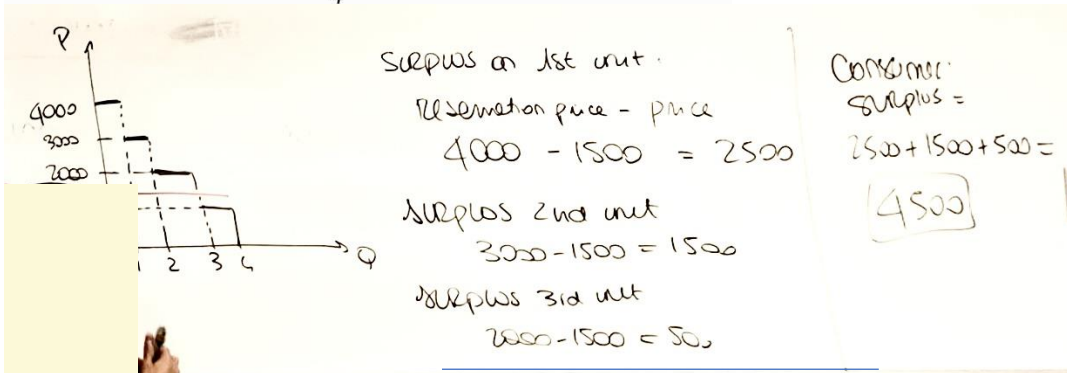 P
4000
3000
2000
1 2 3 4
Q
Surplus on 1st unit.
Reservation price - price
4000 - 1500 = 2500
Surplus 2nd unit
3000 - 1500 = 1500
Surplus 3rd unit
2000 - 1500 = 500
Consumer
surplus =
2500 + 1500 + 500 =
4500